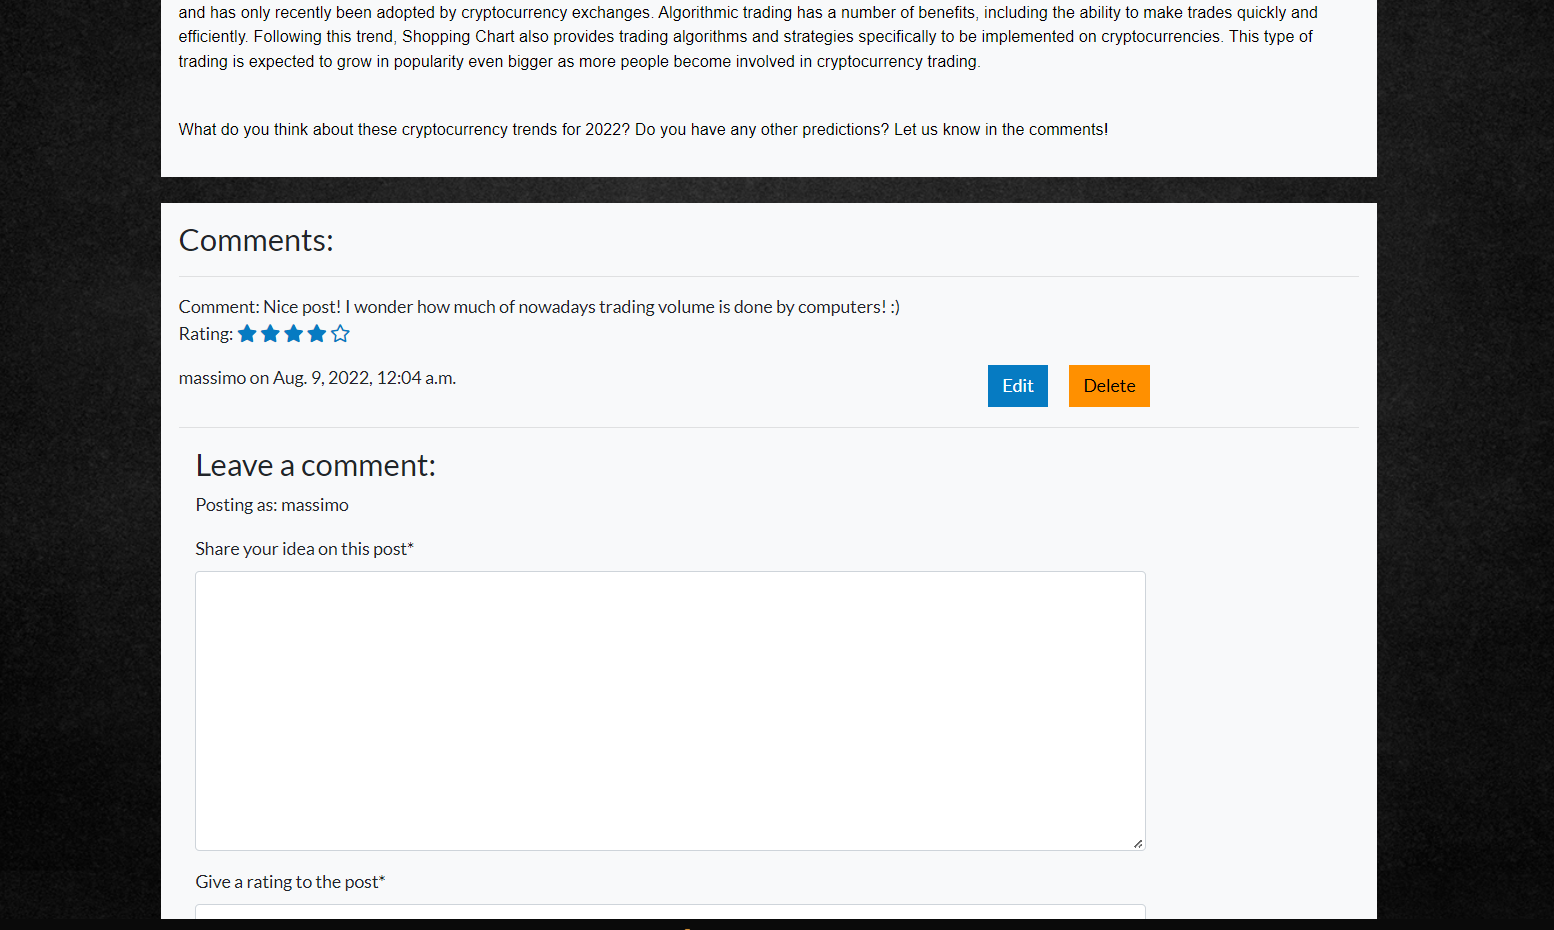 and has only recently been adopted by cryptocurrency exchanges. Algorithmic trading has a number of benefits, including the ability to make trades quickly and
efficiently. Following this trend, Shopping Chart also provides trading algorithms and strategies specifically to be implemented on cryptocurrencies. This type of
trading is expected to grow in popularity even bigger as more people become involved in cryptocurrency trading.
What do you think about these cryptocurrency trends for 2022? Do you have any other predictions? Let us know in the comments!
Comments:
Comment: Nice post! I wonder how much of nowadays trading volume is done by computers! :)
Rating:
massimo on Aug. 9, 2022, 12:04 a.m.
Edit
Delete
Leave a comment:
Posting as: massimo
Share your idea on this post*
Give a rating to the post*